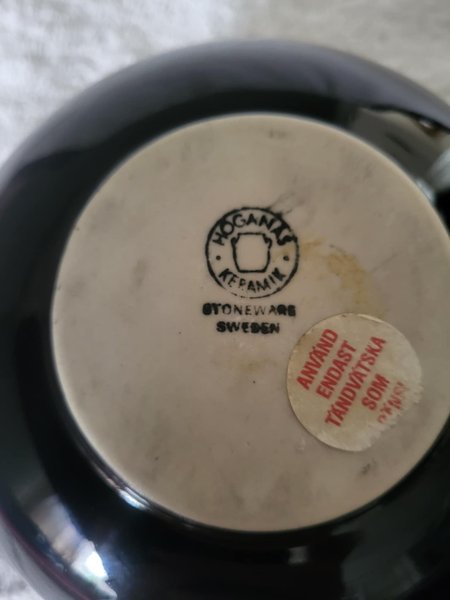 HÖGANÄS
KERAMIK
STONEWARE
SWEDEN
ANVÄND
ENDAST
TÄNDVÄTSKA
SOM